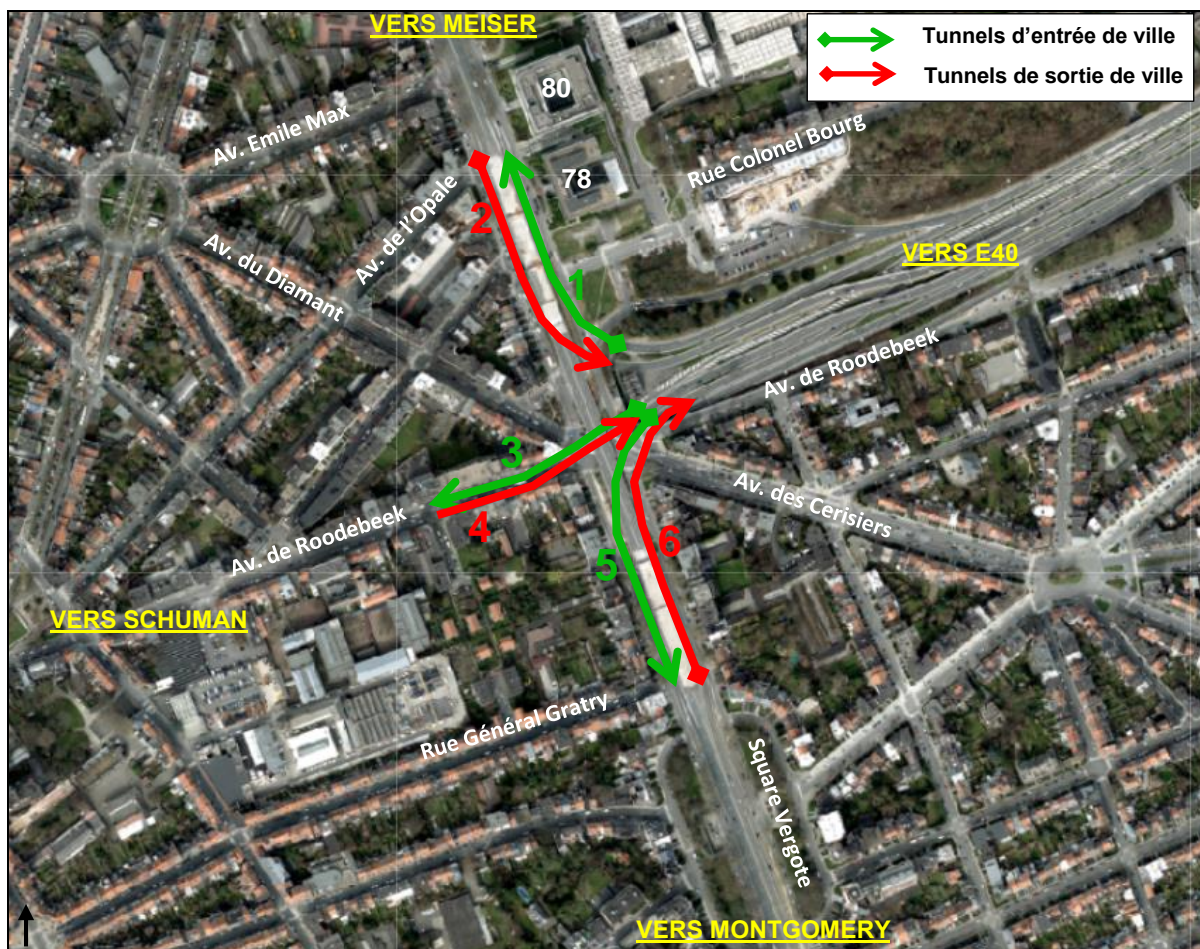 VERS MEISER
Tunnels d'entrée de ville
Tunnels de sortie de ville
80
Av. Emile Max
Rue Colonel Bourg
78
Av. de l'Opale
2
Av. du Diamant
VERS E40
1
Av. de Roodebeek
3
Av. des Cerisiers
4
Av. de Roodebeek
5
6
VERS SCHUMAN
Rue Général Gratry
Square Vergote
VERS MONTGOMERY